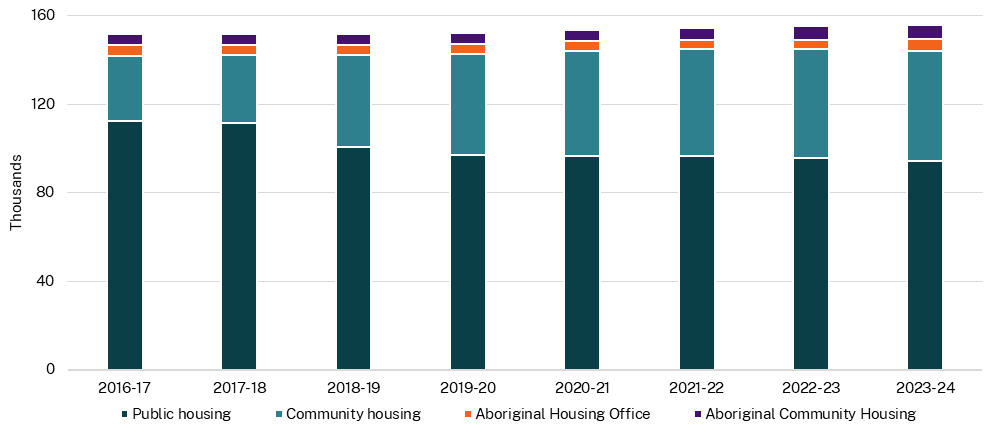 160
120
80
40
0
Thousands
2016-17 2017-18 2018-19 2019-20 2020-21 2021-22 2022-23 2023-24
Public housing Community housing Aboriginal Housing Office Aboriginal Community Housing